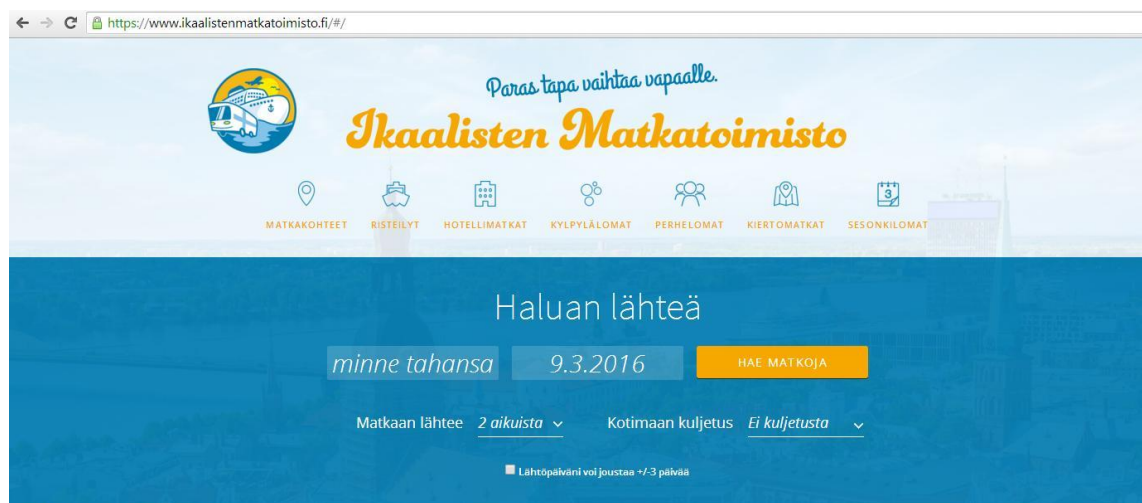 https://www.ikaalistenmatkatoimisto.fi/#/
Paras tapa vaihtaa vapaalle.
Ikaalisten Matkatoimisto
3
MATKAKOHTEET RISTEILYT HOTELLIMATKAT KYLPYLÄLOMAT PERHELOMAT KIERTOMATKAT SESONKILOMAT
Haluan lähteä
minne tahansa 9.3.2016 HAE MATKOJA
Matkaan lähtee 2 aikuista Kotimaan kuljetus Ei kuljetusta
Lähtöpäiväni voi joustaa +/-3 päivää